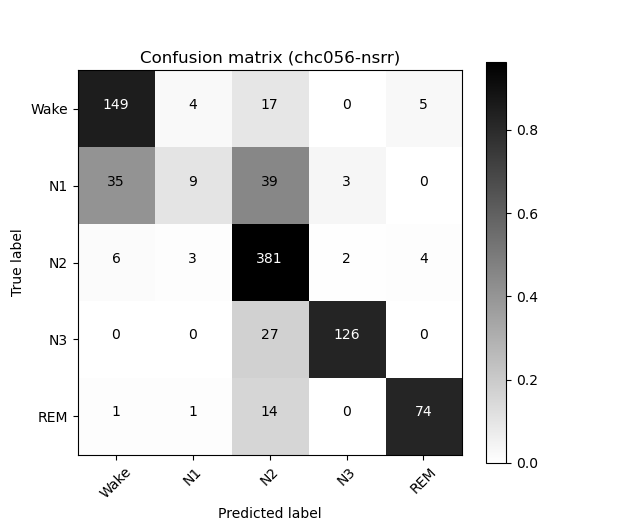 Confusion matrix (chc056-nsrr)
True label
Wake 149 4 17 0 5
N1 35 9 39 3 0
N2 6 3 381 2 4
N3 0 0 27 126 0
REM 1 1 14 0 74
Wake N1 N2 N3 REM
Predicted label
0.8
0.6
0.4
0.2
0.0